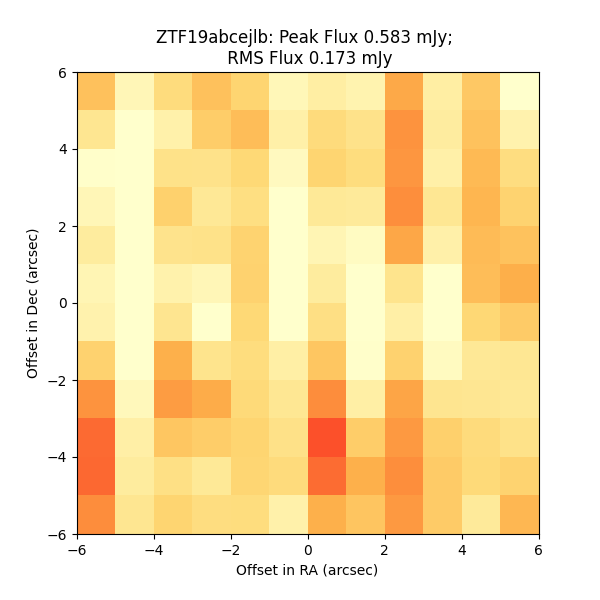 ZTF19abcejlb: Peak Flux 0.583 mJy;
RMS Flux 0.173 mJy
6
4
2
0
−2
−4
−6
Offset in Dec (arcsec)
−6 −4 −2 0 2 4 6
Offset in RA (arcsec)